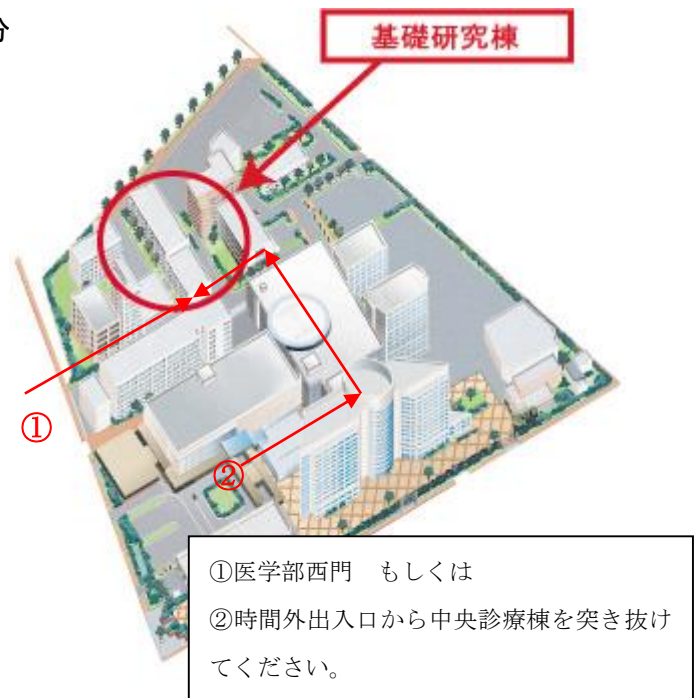 分
基礎研究棟
①
②
①医学部西門　もしくは
②時間外出入口から中央診療棟を突き抜け
てください。